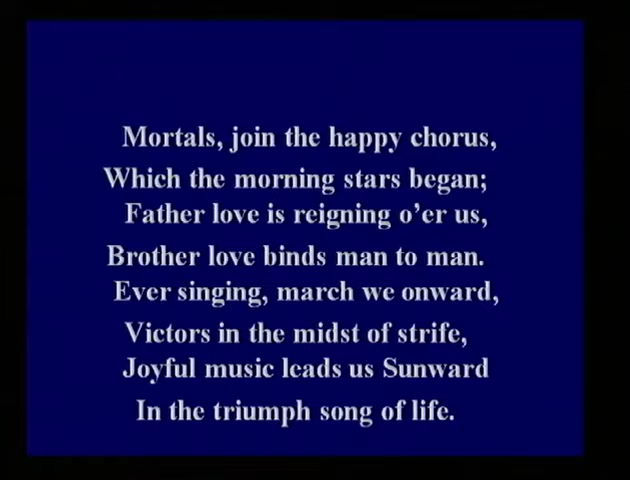 Mortals, join the happy chorus,
Which the morning stars began;
Father love is reigning o’er us,
Brother love binds man to man.
Ever singing, march we onward,
Victors in the midst of strife,
Joyful music leads us Sunward
In the triumph song of life.